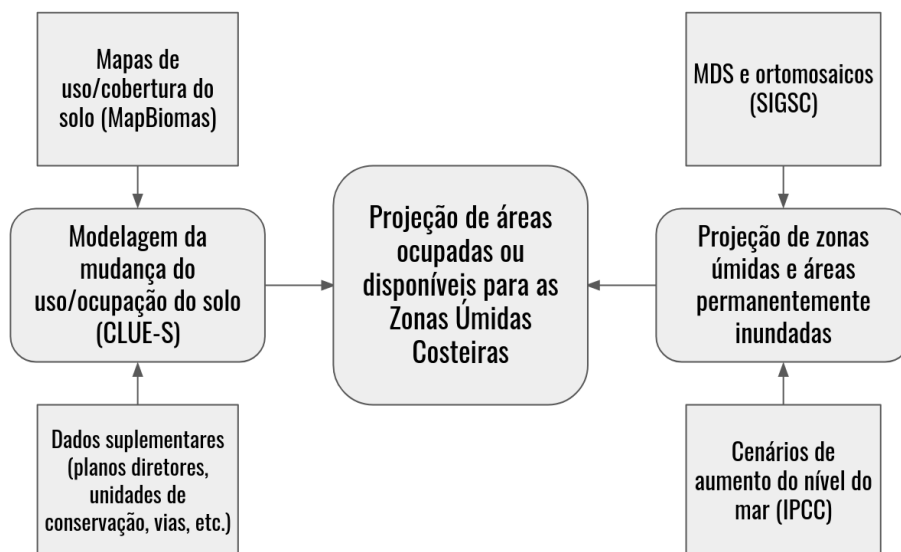 Mapas de
uso/cobertura do
solo (MapBiomas)
MDS e ortomosaicos
(SIGSC)
Modelagem da
mudança do
uso/ocupação do solo
(CLUE-S)
Projeção de áreas
ocupadas ou
disponíveis para as
Zonas Úmidas
Costeiras
Projeção de zonas
úmidas e áreas
permanentemente
inundadas
Dados suplementares
(planos diretores,
unidades de
conservação, vias, etc.)
Cenários de
aumento do nível do
mar (IPCC)